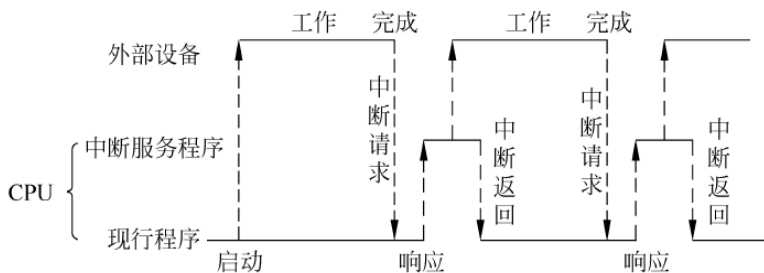 工作 完成 工作 完成
外部设备
中断请求
中断请求
中断服务程序
中断返回
中断返回
CPU
现行程序
启动 响应 响应